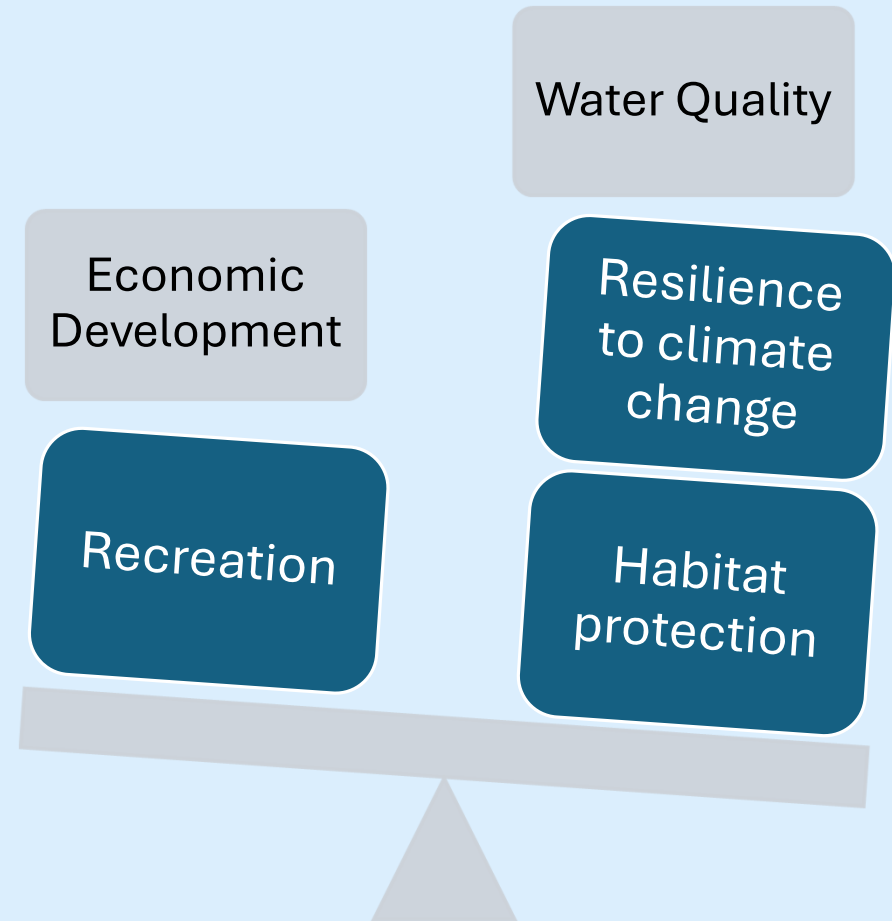 Water Quality
Economic
Development
Resilience
to climate
change
Recreation
Habitat
protection